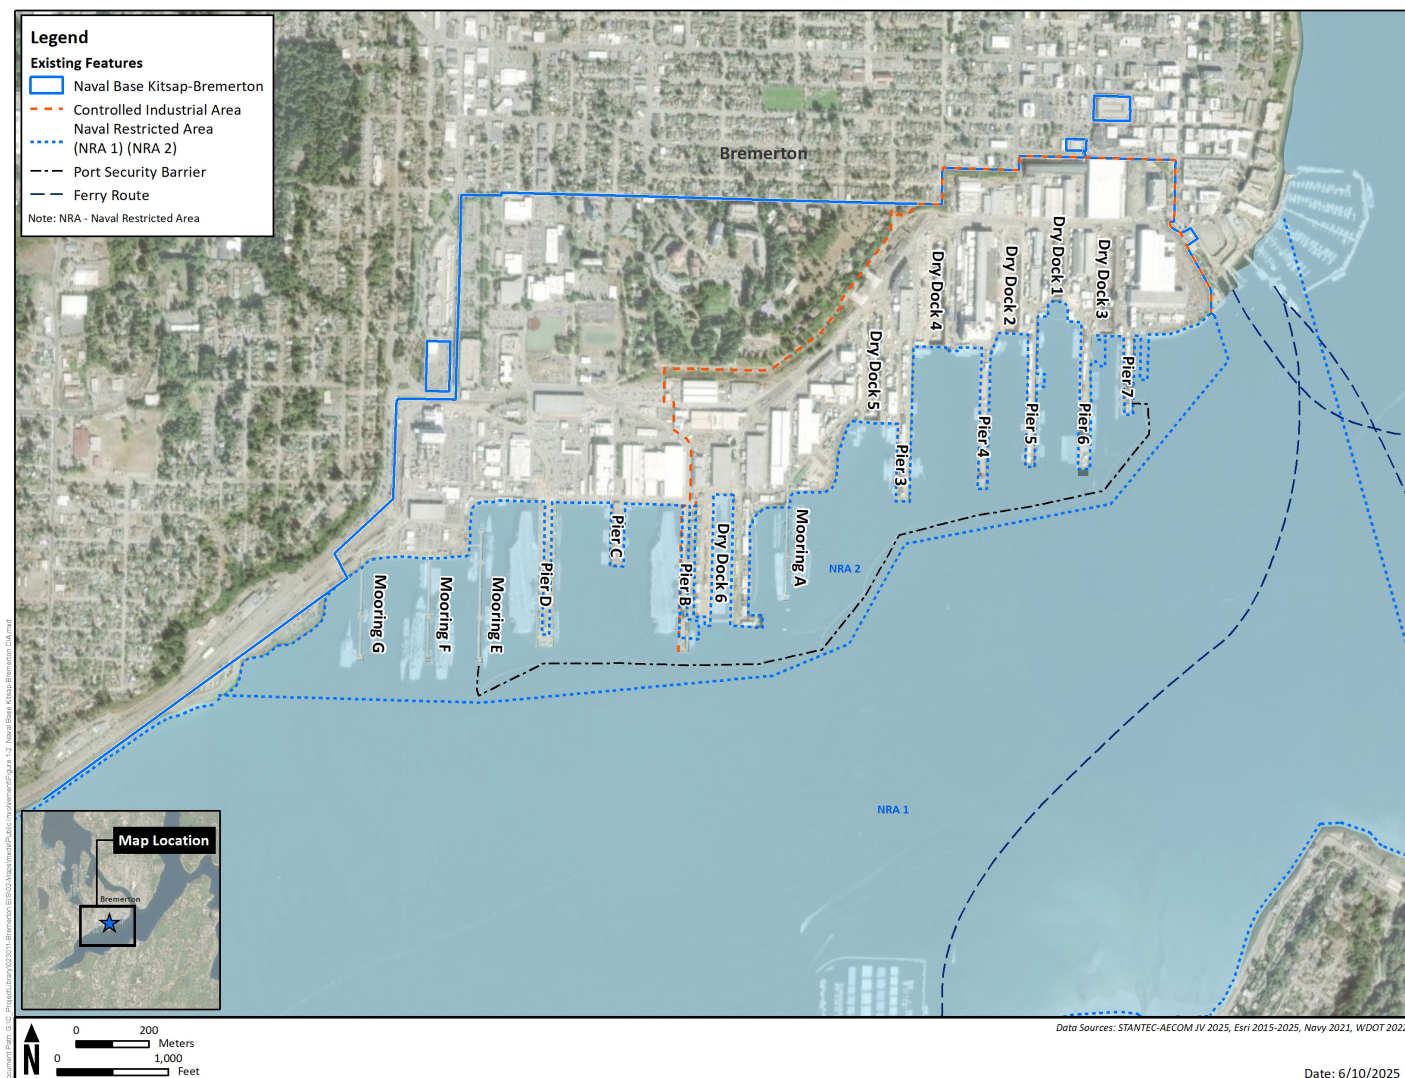 Legend
Existing Features
Naval Base Kitsap-Bremerton
Controlled Industrial Area
Naval Restricted Area
(NRA 1) (NRA 2)
Port Security Barrier
Ferry Route
Note: NRA - Naval Restricted Area
Bremerton
Dry Dock 4
Dry Dock 2
Dry Dock 1
Dry Dock 3
Dry Dock 5
Pier 7
Pier 3
Pier 4
Pier 5
Pier 6
Mooring G
Mooring F
Mooring E
Pier D
Pier C
Pier B
Dry Dock 6
Mooring A
NRA 2
NRA 1
Map Location
Bremerton
N
0 200
Meters
0 1,000
Feet
Data Sources: STANTEC-AECOM JV 2025, Esri 2015-2025, Navy 2021, WDOT 2022
Date: 6/10/2025